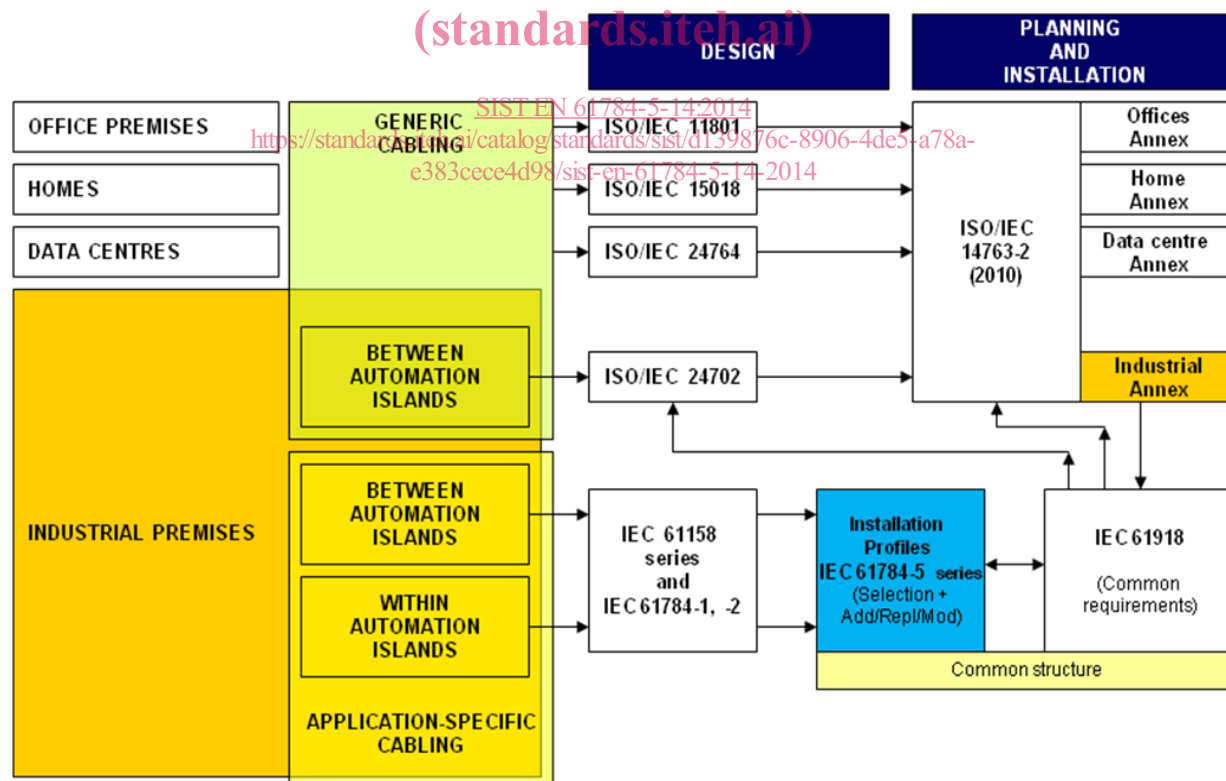 (standards.iteh.ai)
DESIGN
PLANNING
AND
INSTALLATION
SIST EN 61784-5-14:2014
https://standards.iteh.ai/catalog/standards/sist/d139876c-8906-4de5-a78a-
e383cece4d98/sist-en-61784-5-14-2014
OFFICE PREMISES
HOMES
DATA CENTRES
INDUSTRIAL PREMISES
GENERIC
CABLING
BETWEEN
AUTOMATION
ISLANDS
BETWEEN
AUTOMATION
ISLANDS
WITHIN
AUTOMATION
ISLANDS
APPLICATION-SPECIFIC
CABLING
ISO/IEC 11801
ISO/IEC 15018
ISO/IEC 24764
ISO/IEC 24702
IEC 61158
series
and
IEC 61784-1, -2
ISO/IEC
14763-2
(2010)
Offices
Annex
Home
Annex
Data centre
Annex
Industrial
Annex
Installation
Profiles
IEC 61784-5 series
(Selection +
Add/Repl/Mod)
IEC 61918
(Common
requirements)
Common structure